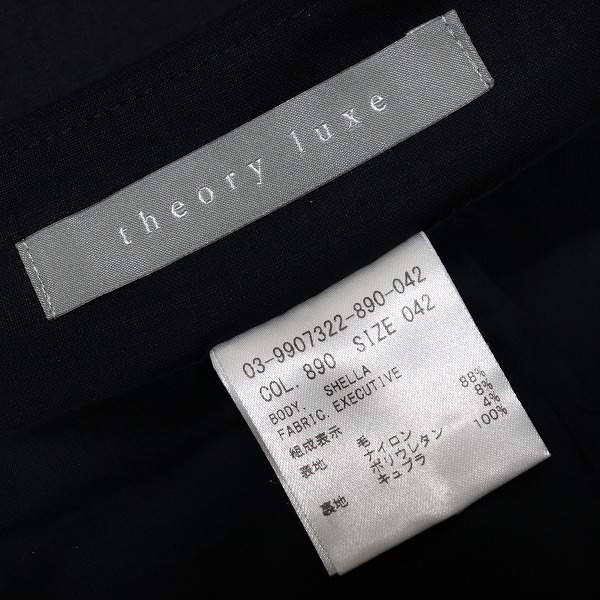 theory luxe
03-9907322-890-042
COL. 890 SIZE 042
BODY. SHELLA
FABRIC. EXECUTIVE
組成表示
表地 毛 88%
ナイロン 8%
ポリウレタン 4%
裏地 キュプラ 100%